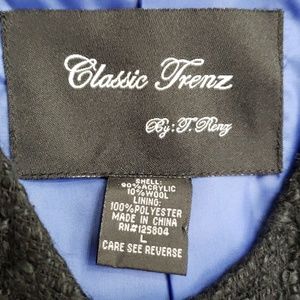 Classic Trenz
By: T. Renz
SHELL:
90%ACRYLIC
10%WOOL
LINING:
100%POLYESTER
MADE IN
CHINA
RN#125804
L
CARE SEE REVERSE